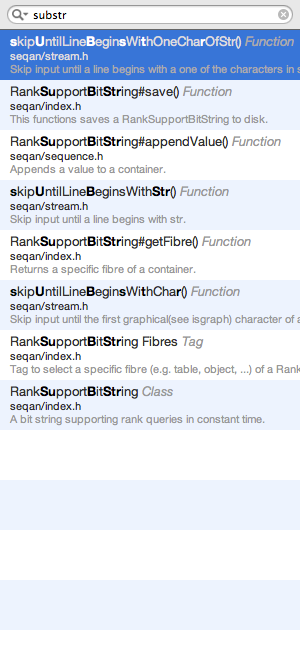 substr
skipUntilLineBeginsWithOneCharOfStr() Function
seqan/stream.h
Skip input until a line begins with a one of the characters in s
RankSupportBitString#save() Function
seqan/index.h
This functions saves a RankSupportBitString to disk.
RankSupportBitString#appendValue() Function
seqan/sequence.h
Appends a value to a container.
skipUntilLineBeginsWithStr() Function
seqan/stream.h
Skip input until a line begins with str.
RankSupportBitString#getFibre() Function
seqan/index.h
Returns a specific fibre of a container.
skipUntilLineBeginsWithChar() Function
seqan/stream.h
Skip input until the first graphical(see isgraph) character of a
RankSupportBitString Fibres Tag
seqan/index.h
Tag to select a specific fibre (e.g. table, object, ...) of a Rank
RankSupportBitString Class
seqan/index.h
A bit string supporting rank queries in constant time.